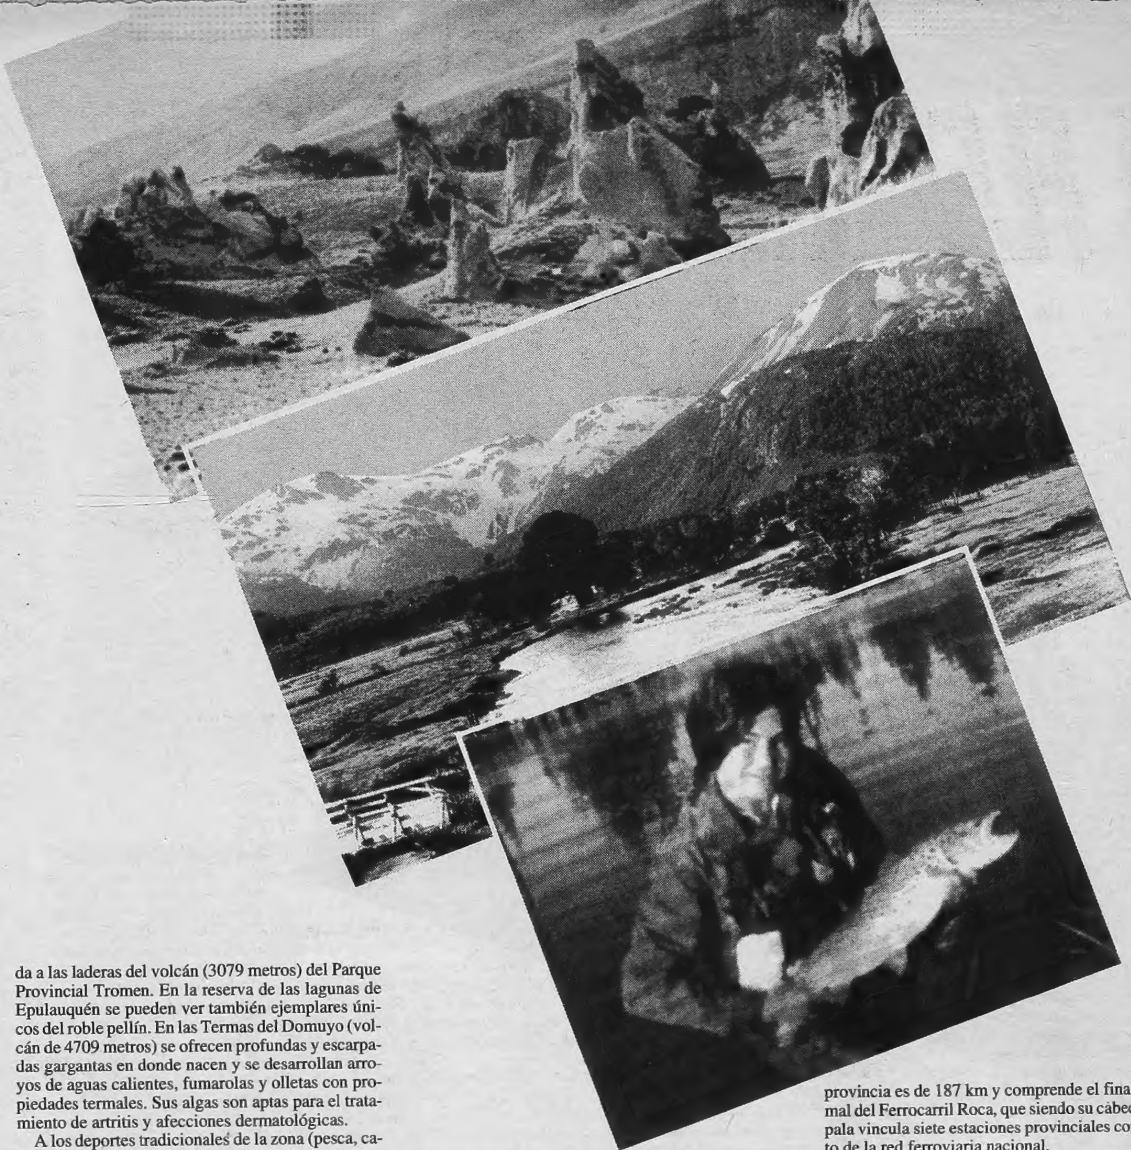 da a las laderas del volcán (3079 metros) del Parque
Provincial Tromen. En la reserva de las lagunas de
Epulauquén se pueden ver también ejemplares úni-
cos del roble pellín. En las Termas del Domuyo (vol-
cán de 4709 metros) se ofrecen profundas y escarpa-
das gargantas en donde nacen y se desarrollan arro-
yos de aguas calientes, fumarolas y olletas con pro-
piedades termales. Sus algas son aptas para el trata-
miento de artritis y afecciones dermatológicas.
A los deportes tradicionales de la zona (pesca, ca-
provincia es de 187 km y comprende el fina
mal del Ferrocarril Roca, que siendo su cabec
pala vincula siete estaciones provinciales co
to de la red ferroviaria nacional.